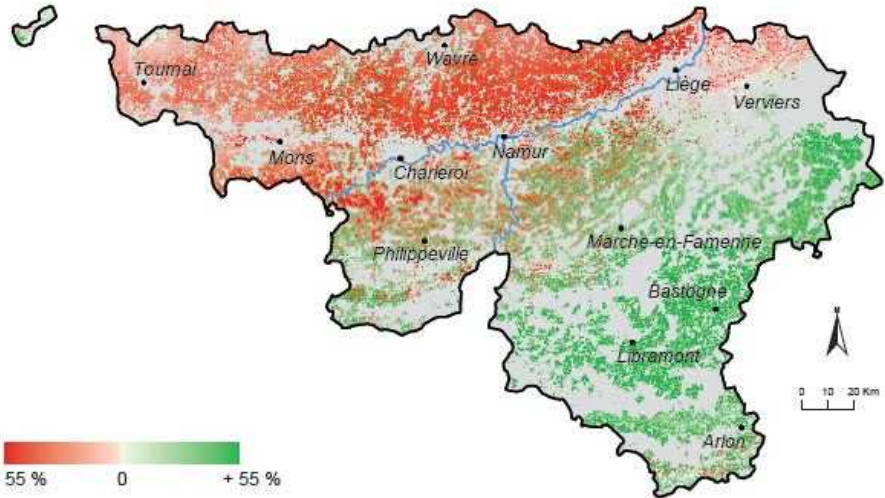 Tournai
Wavre
Liège
Verviers
Mons
Charleroi
Namur
Philippeville
Marche-en-Famenne
Bastogne
Libramont
Arlon
N
0 10 20 Km
55 % 0 + 55 %